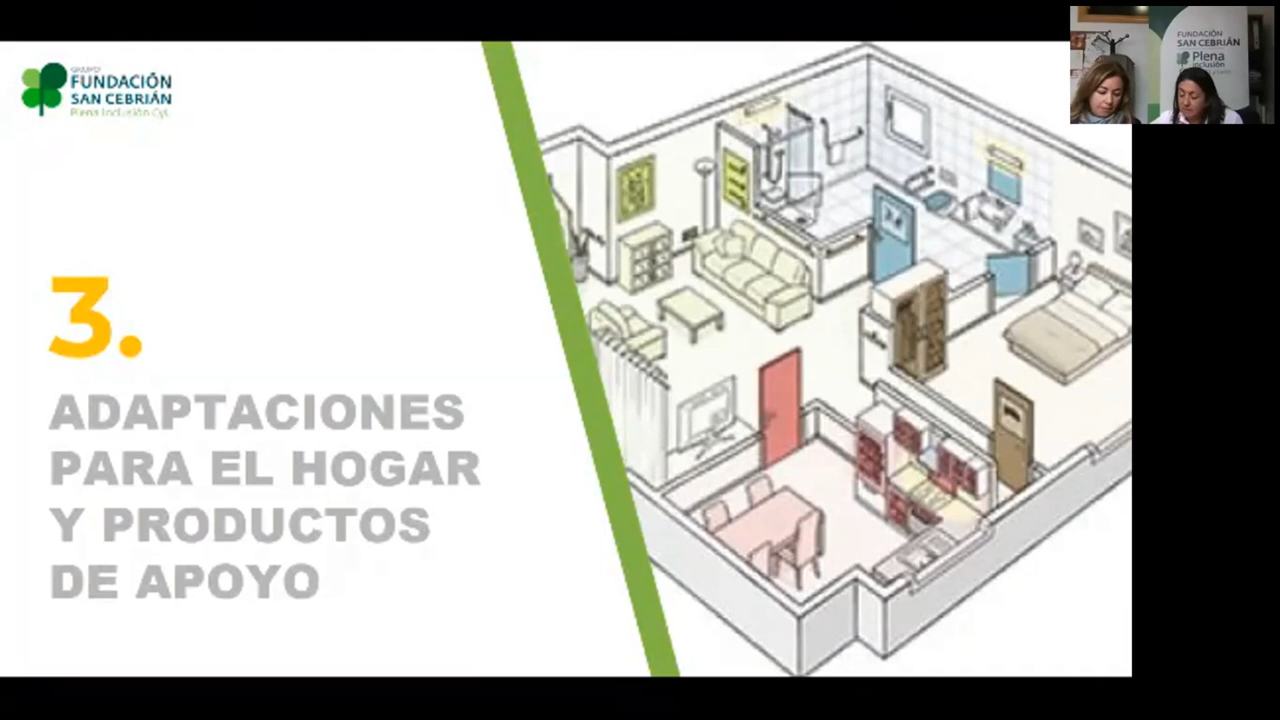 GRUPO
FUNDACIÓN
SAN CEBRIÁN
Plena Inclusión CyL
3.
ADAPTACIONES
PARA EL HOGAR
Y PRODUCTOS
DE APOYO
FUNDACIÓN
SAN CEBRIÁN
Plena
inclusión